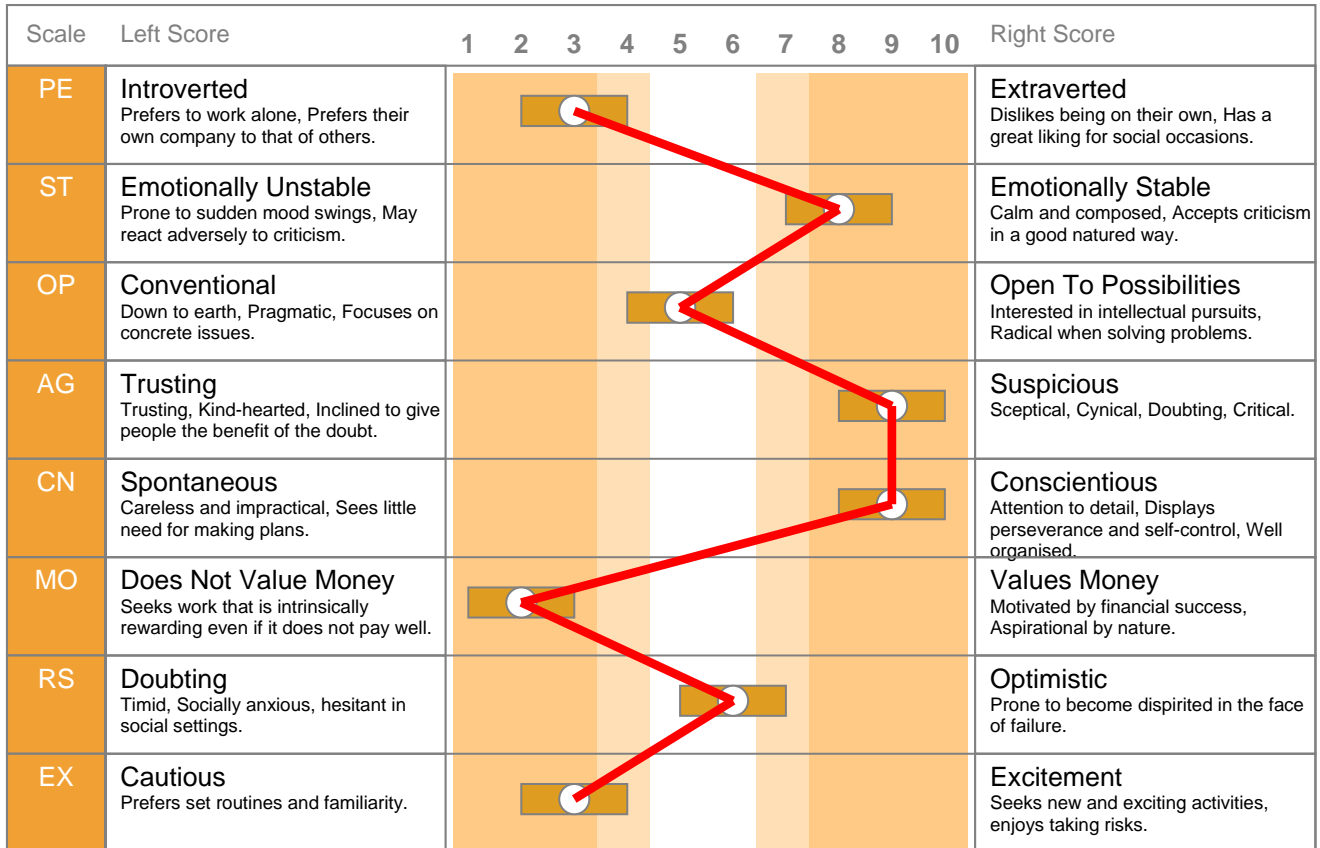 Scale Left Score 1 2 3 4 5 6 7 8 9 10 Right Score
PE Introverted Extraverted
Prefers to work alone, Prefers their Dislikes being on their own, Has a
own company to that of others. great liking for social occasions.
ST Emotionally Unstable Emotionally Stable
Prone to sudden mood swings, May Calm and composed, Accepts criticism
react adversely to criticism. in a good natured way.
OP Conventional Open To Possibilities
Down to earth, Pragmatic, Focuses on Interested in intellectual pursuits,
concrete issues. Radical when solving problems.
AG Trusting Suspicious
Trusting, Kind-hearted, Inclined to give Sceptical, Cynical, Doubting, Critical.
people the benefit of the doubt.
CN Spontaneous Conscientious
Careless and impractical, Sees little Attention to detail, Displays
need for making plans. perseverance and self-control, Well
organised.
MO Does Not Value Money Values Money
Seeks work that is intrinsically Motivated by financial success,
rewarding even if it does not pay well. Aspirational by nature.
RS Doubting Optimistic
Timid, Socially anxious, hesitant in Prone to become dispirited in the face
social settings. of failure.
EX Cautious Excitement
Prefers set routines and familiarity. Seeks new and exciting activities,
enjoys taking risks.